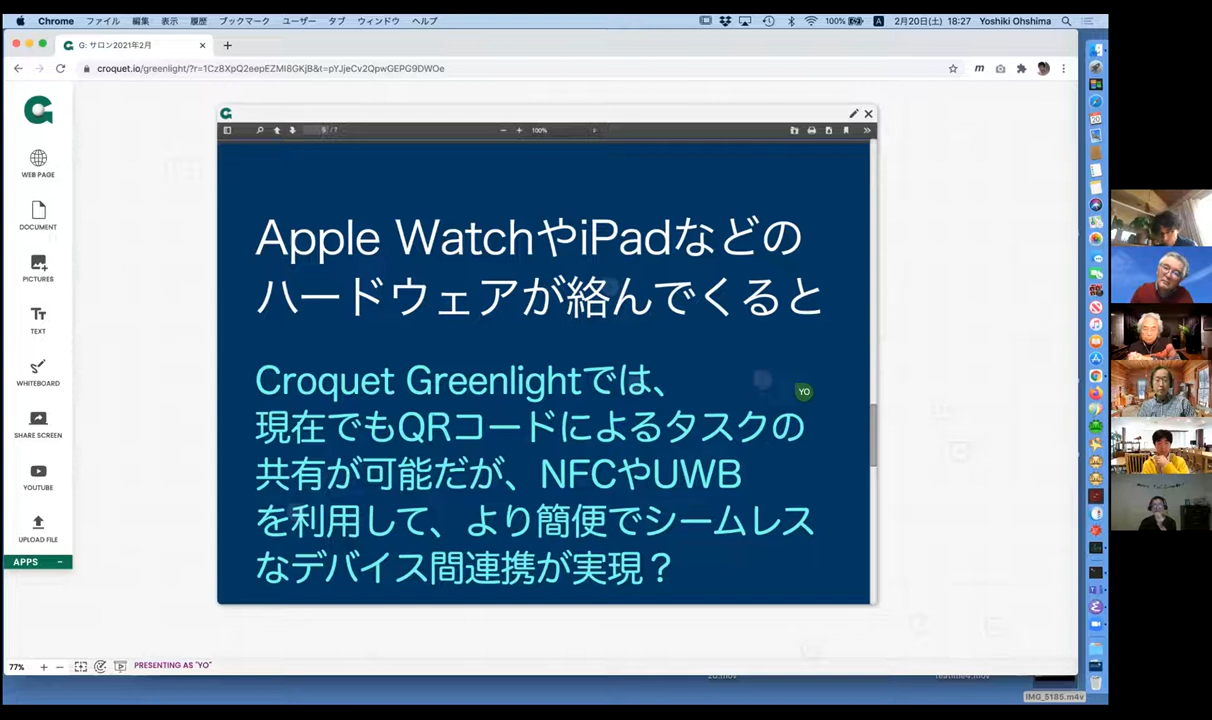 Chrome ファイル 編集 表示 履歴 ブックマーク ユーザー タブ ウィンドウ ヘルプ
100% 2月20日(土) 18:27 Yoshiki Ohshima
G: サロン2021年2月
croquet.io/greenlight/?r=1Cz8XpQ2eepEZMI8GKjB&t=pYJjeCv2QpwGEPG9DWOe
WEB PAGE
DOCUMENT
PICTURES
TEXT
WHITEBOARD
SHARE SCREEN
YOUTUBE
UPLOAD FILE
APPS
100%
Apple WatchやiPadなどの
ハードウェアが絡んでくると
Croquet Greenlightでは、
現在でもQRコードによるタスクの
共有が可能だが、NFCやUWB
を利用して、より簡便でシームレス
なデバイス間連携が実現？
YO
77% PRESENTING AS "YO"
IMG_5185.m4v